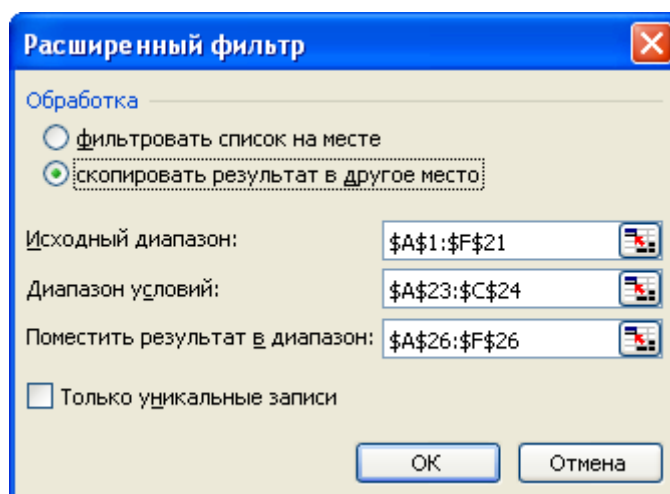 Расширенный фильтр
Обработка
фильтровать список на месте
скопировать результат в другое место
Исходный диапазон: $A$1:$F$21
Диапазон условий: $A$23:$C$24
Поместить результат в диапазон: $A$26:$F$26
Только уникальные записи
ОК Отмена